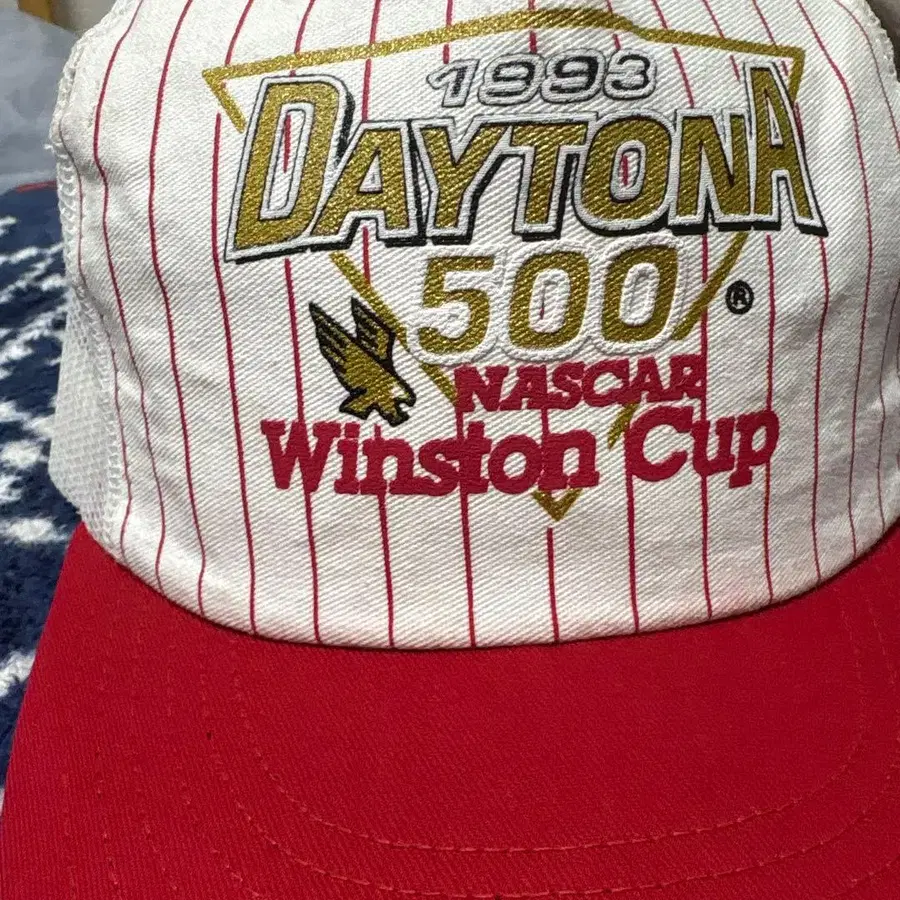 1993
DAYTONA
500 ®
NASCAR
Winston Cup